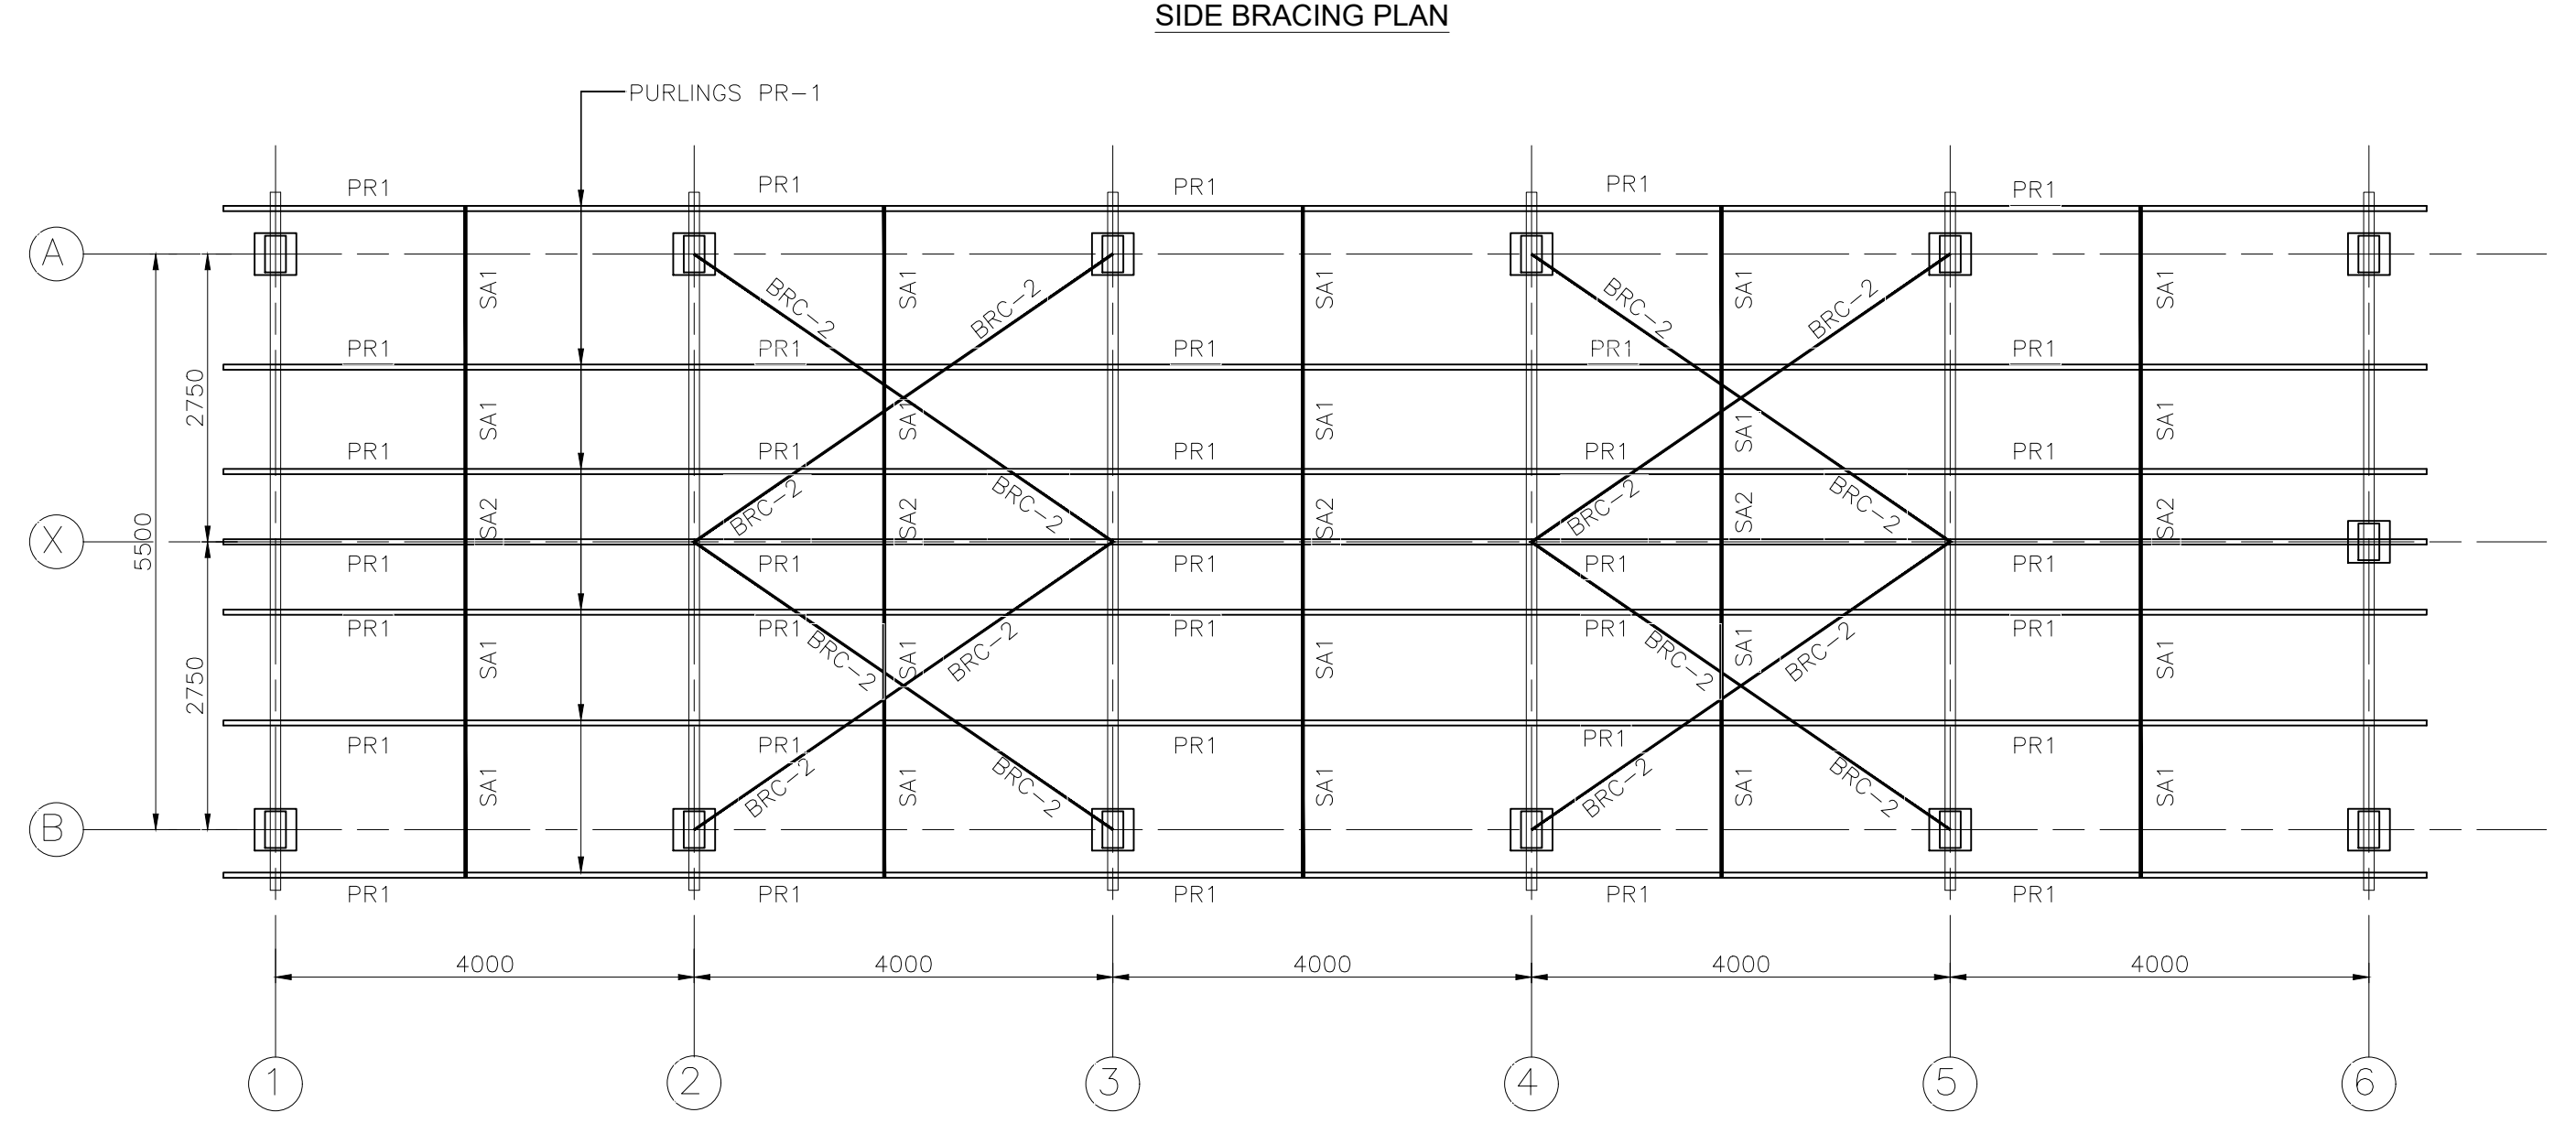 SIDE BRACING PLAN
PURLINGS PR-1
PR1 PR1 PR1 PR1 PR1
A
SA1 BRC-2 SA1 BRC-2 SA1 BRC-2 SA1 BRC-2 SA1
PR1 PR1 PR1 PR1 PR1
2750
SA1 SA1 SA1 SA1 SA1
PR1 PR1 PR1 PR1 PR1
SA2 BRC-2 SA2 BRC-2 SA2 BRC-2 SA2 BRC-2 SA2
X
5500
PR1 PR1 PR1 PR1 PR1
PR1 PR1 PR1 PR1 PR1
2750
SA1 BRC-2 SA1 BRC-2 SA1 BRC-2 SA1 BRC-2 SA1
PR1 PR1 PR1 PR1 PR1
SA1 BRC-2 SA1 BRC-2 SA1 BRC-2 SA1 BRC-2 SA1
B
PR1 PR1 PR1 PR1 PR1
4000 4000 4000 4000 4000
1 2 3 4 5 6